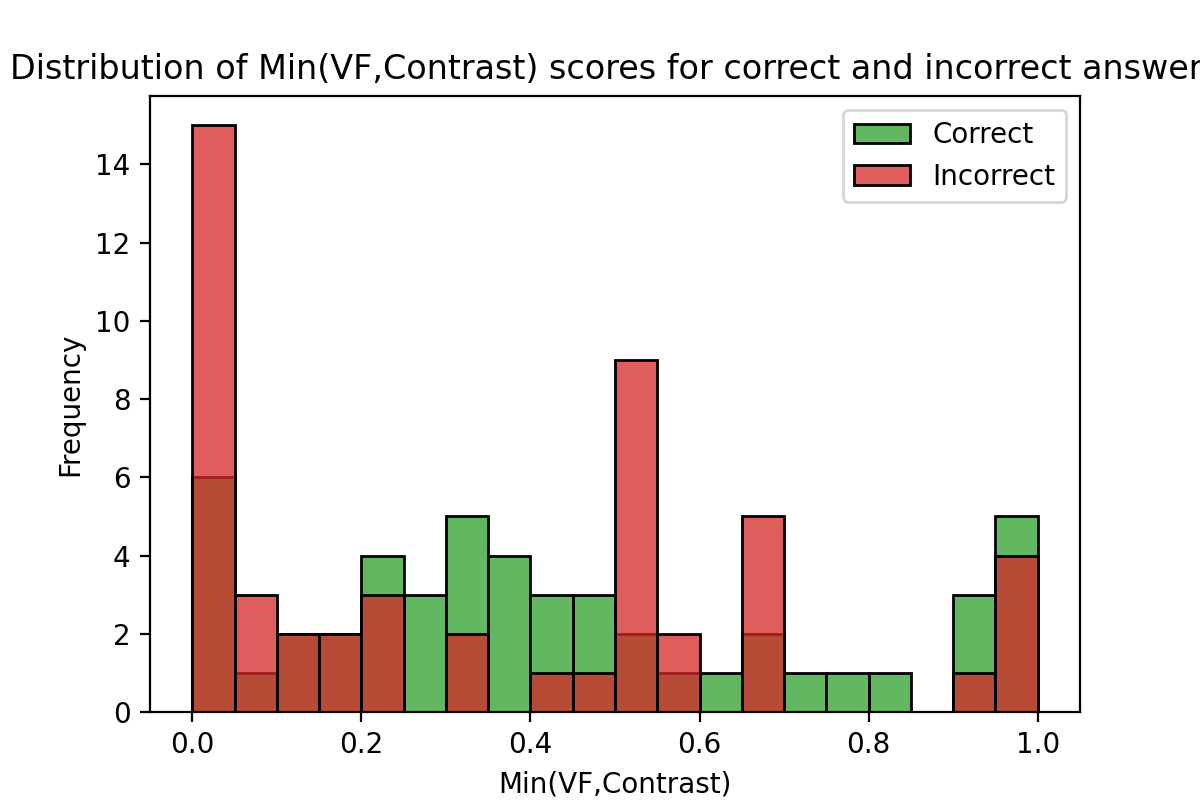 Distribution of Min(VF,Contrast) scores for correct and incorrect answer
Correct
Incorrect
14
12
10
8
6
4
2
0
Frequency
0.0 0.2 0.4 0.6 0.8 1.0
Min(VF,Contrast)